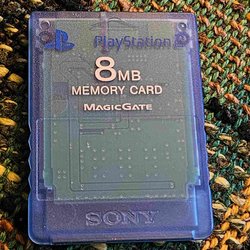 PlayStation
8MB
MEMORY CARD
MAGICGATE
SONY